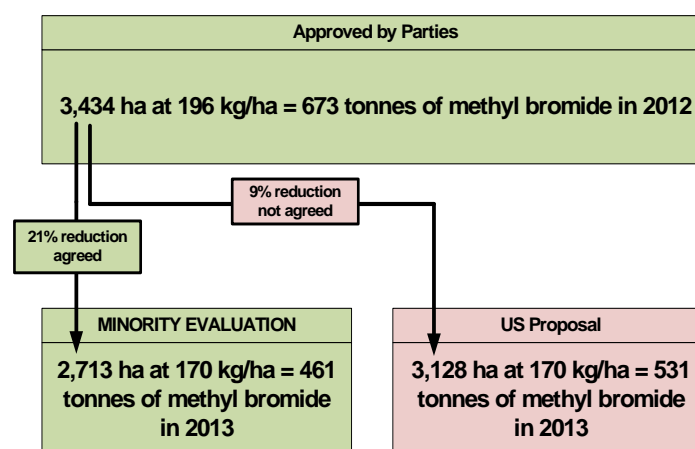 Approved by Parties
3,434 ha at 196 kg/ha = 673 tonnes of methyl bromide in 2012
9% reduction
not agreed
21% reduction
agreed
MINORITY EVALUATION
2,713 ha at 170 kg/ha = 461
tonnes of methyl bromide
in 2013
US Proposal
3,128 ha at 170 kg/ha = 531
tonnes of methyl bromide
in 2013